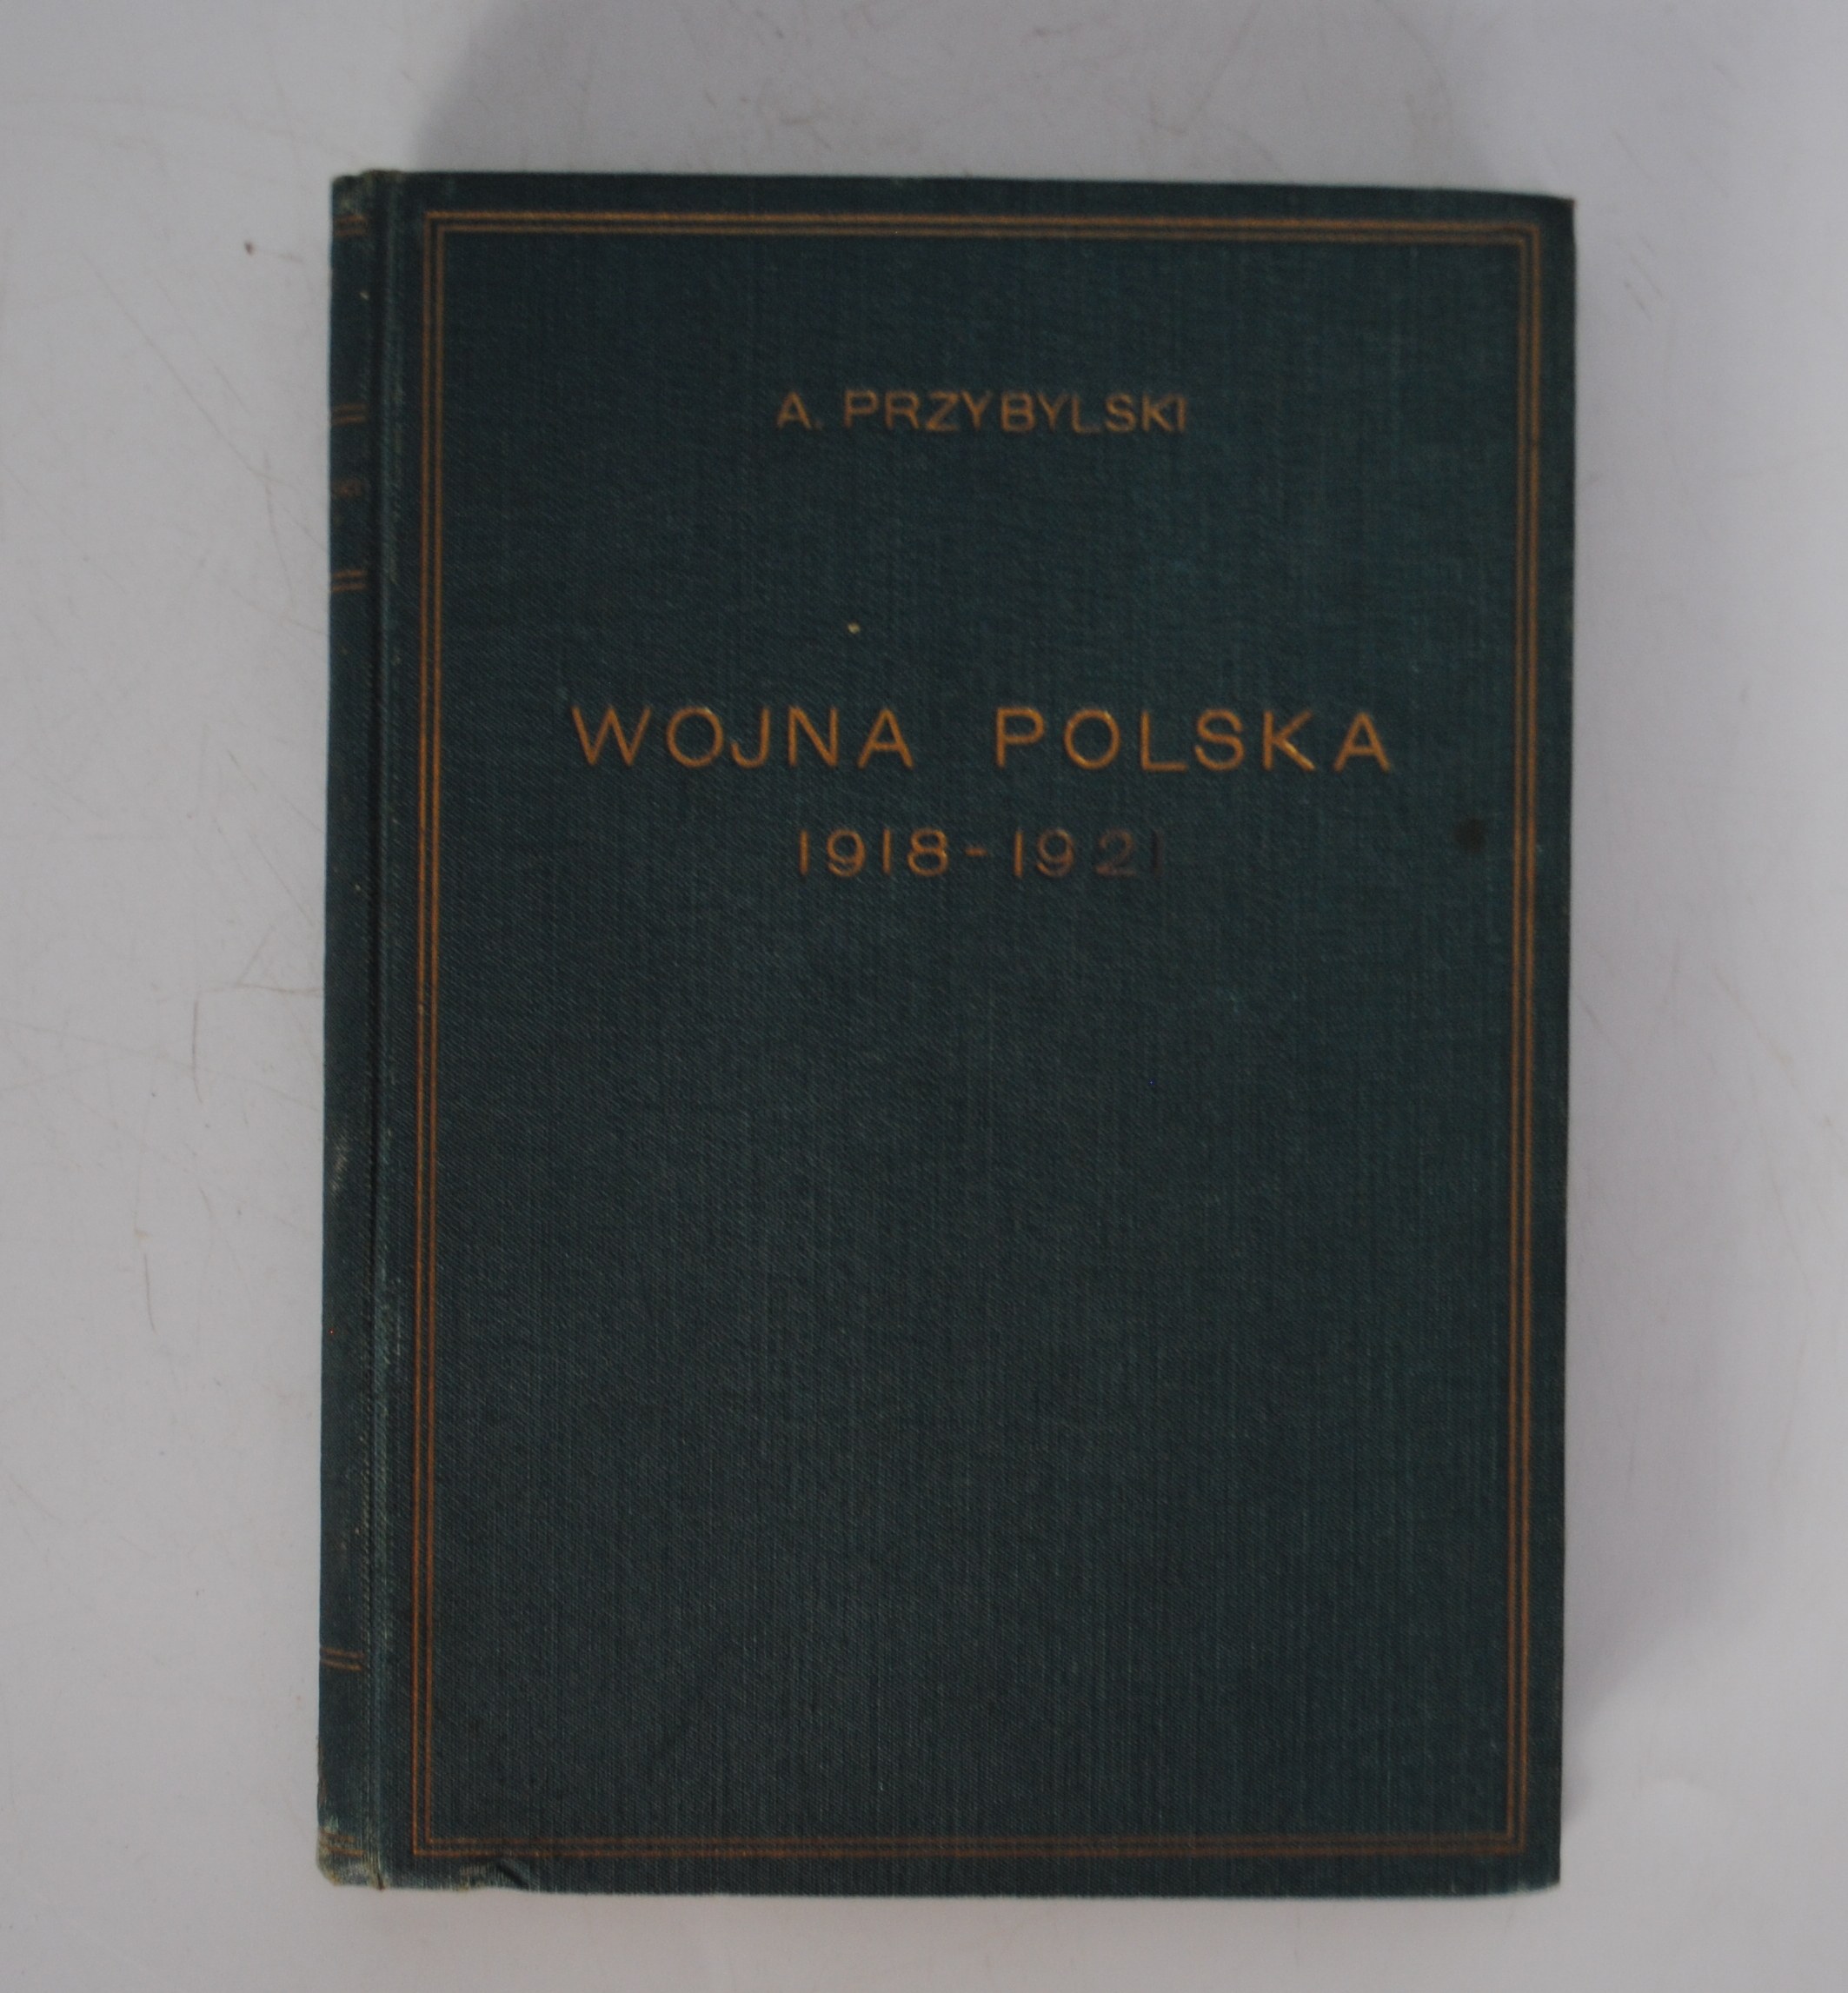 A. PRZYBYLSKI
WOJNA POLSKA
1918-1921